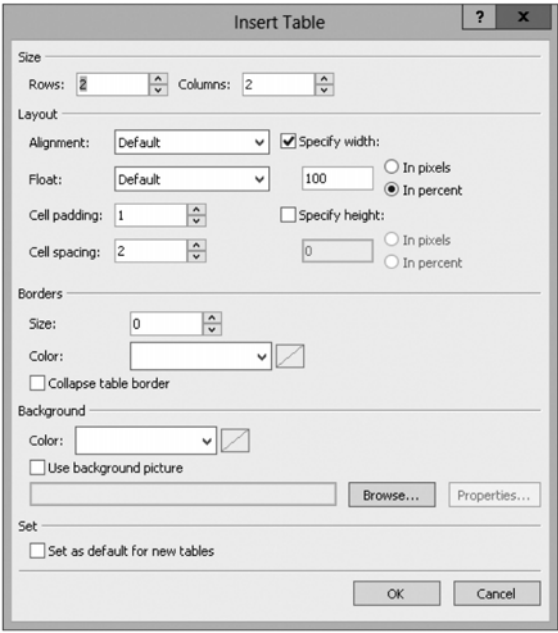 Insert Table
?
x
Size
Rows: 2 Columns: 2
Layout
Alignment: Default Specify width:
Float: Default 100 In pixels
In percent
Cell padding: 1 Specify height:
Cell spacing: 2 0 In pixels
In percent
Borders
Size: 0
Color:
Collapse table border
Background
Color:
Use background picture
Browse... Properties...
Set
Set as default for new tables
OK Cancel